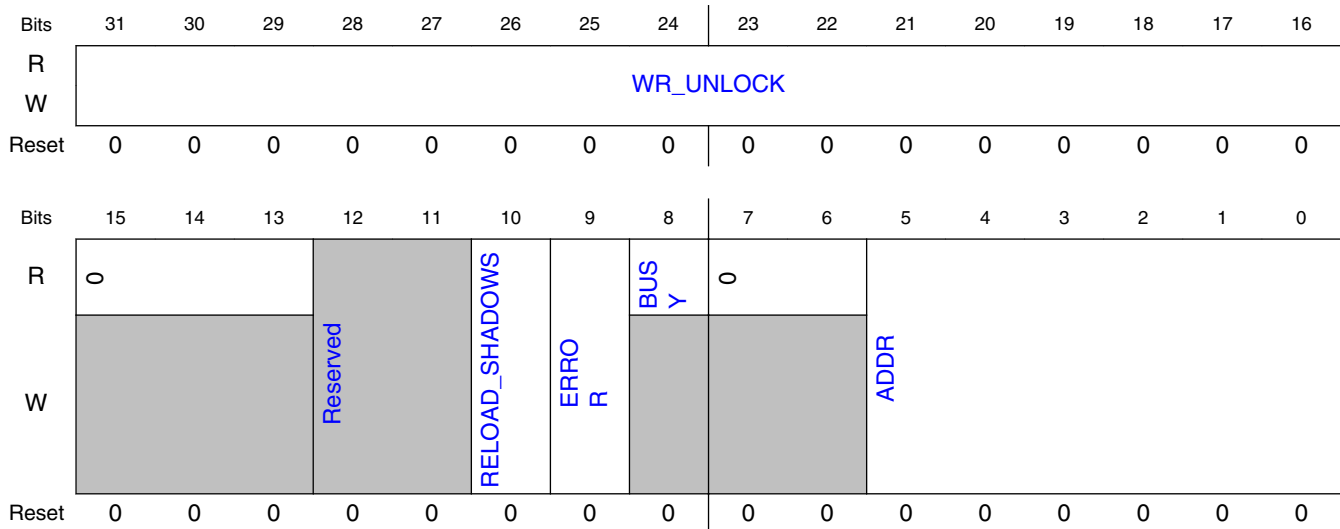 Bits 31 30 29 28 27 26 25 24 23 22 21 20 19 18 17 16
R
WR_UNLOCK
W
Reset 0 0 0 0 0 0 0 0 0 0 0 0 0 0 0 0
Bits 15 14 13 12 11 10 9 8 7 6 5 4 3 2 1 0
R 0 BUS Y 0
W Reserved RELOAD_SHADOWS ERRO R ADDR
Reset 0 0 0 0 0 0 0 0 0 0 0 0 0 0 0 0